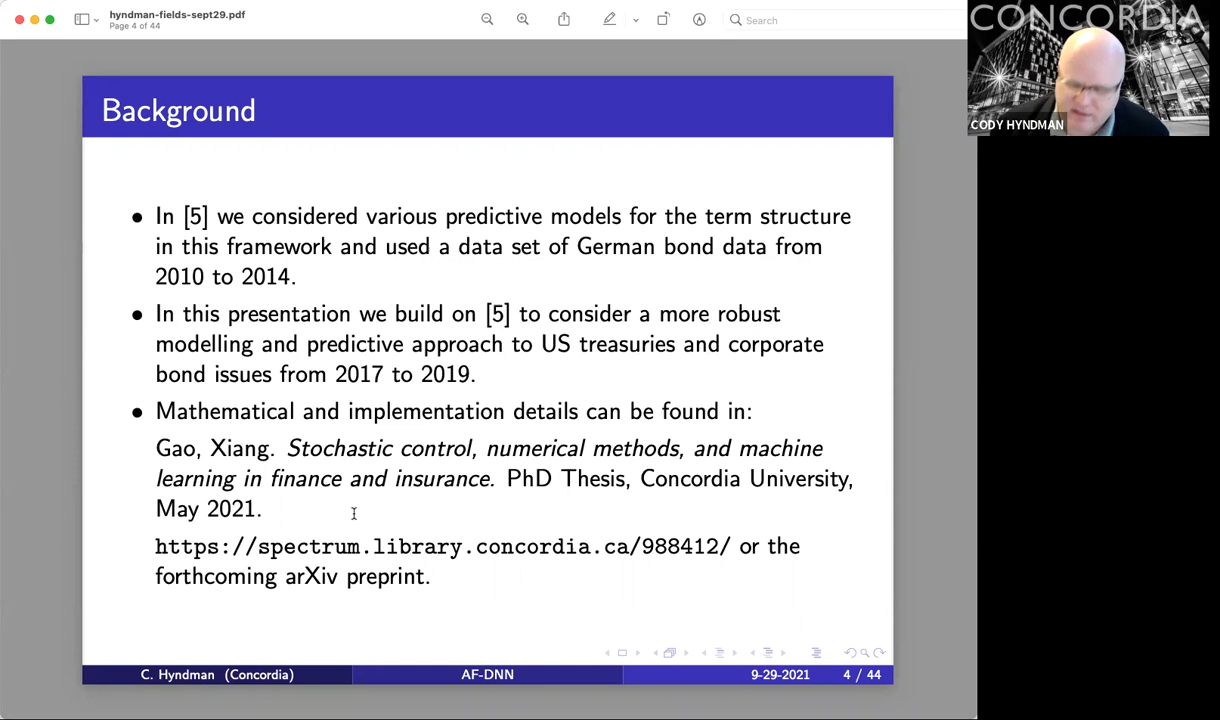 hyndman-fields-sept29.pdf
Page 4 of 44
Search
CONCORDIA
CODY HYNDMAN
Background
• In [5] we considered various predictive models for the term structure
in this framework and used a data set of German bond data from
2010 to 2014.
• In this presentation we build on [5] to consider a more robust
modelling and predictive approach to US treasuries and corporate
bond issues from 2017 to 2019.
• Mathematical and implementation details can be found in:
Gao, Xiang. Stochastic control, numerical methods, and machine
learning in finance and insurance. PhD Thesis, Concordia University,
May 2021.
https://spectrum.library.concordia.ca/988412/ or the
forthcoming arXiv preprint.
C. Hyndman (Concordia)
AF-DNN
9-29-2021
4 / 44